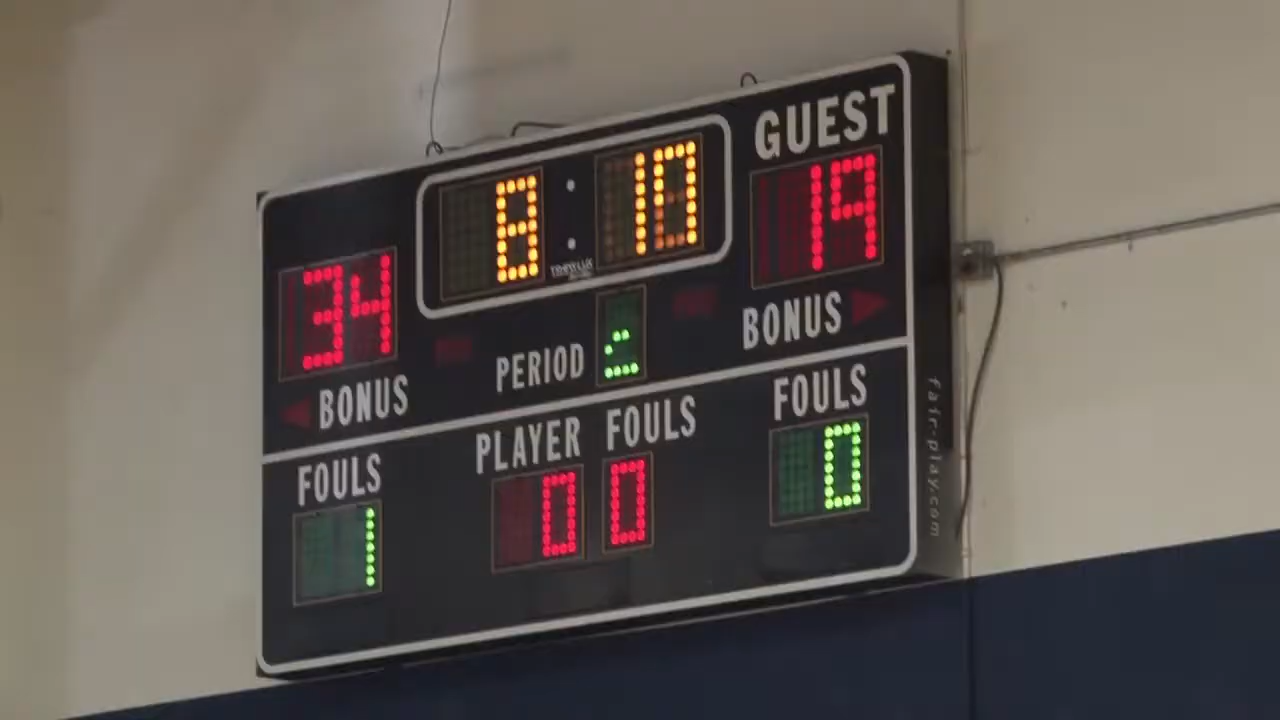 GUEST
8:10
34
19
BONUS
PERIOD
BONUS
FOULS
PLAYER FOULS
FOULS
1
0 0
0
fair-play.com